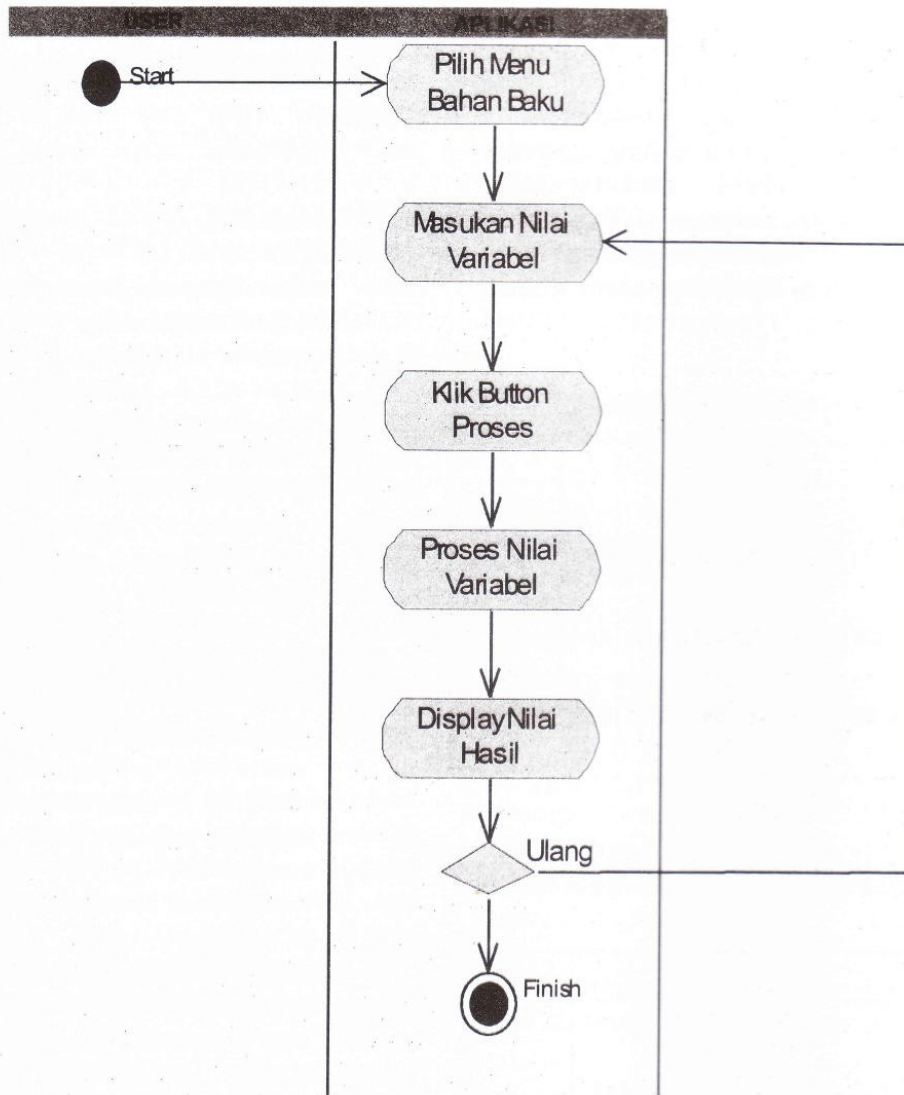 USER APLIKASI
Start
Pilih Menu
Bahan Baku
Masukan Nilai
Variabel
Klik Button
Proses
Proses Nilai
Variabel
Display Nilai
Hasil
Ulang
Finish